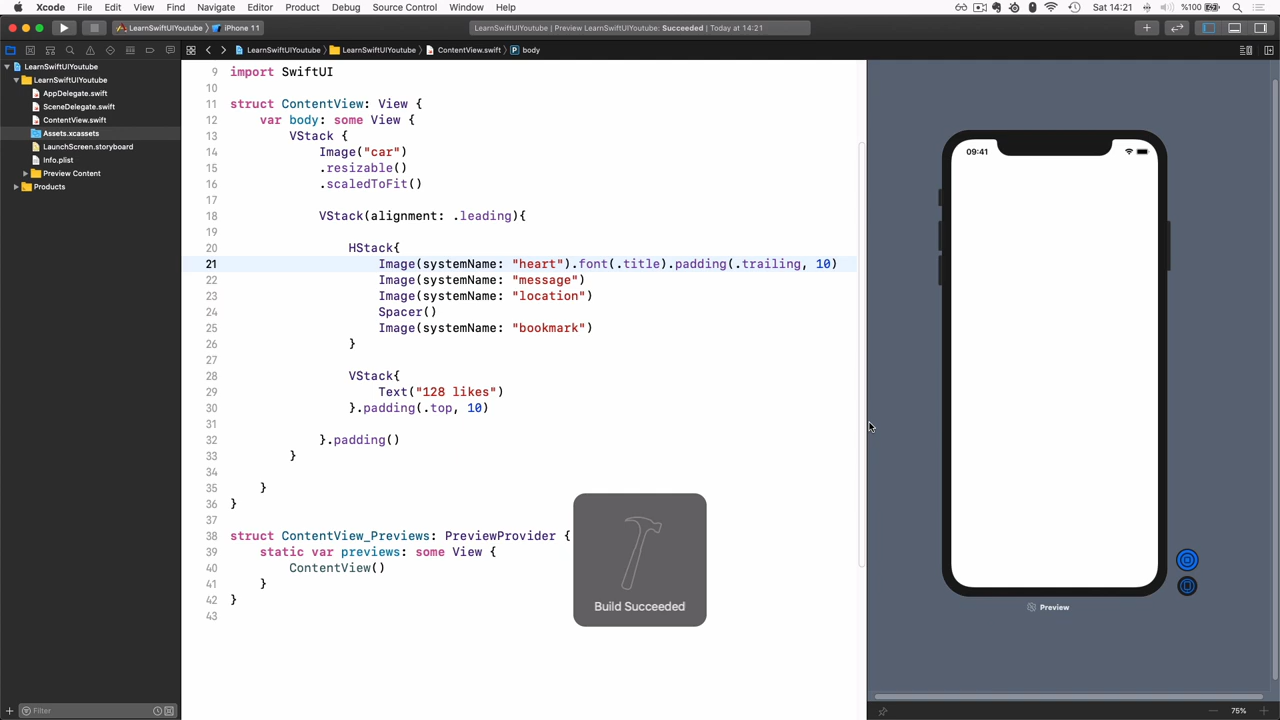 Xcode File Edit View Find Navigate Editor Product Debug Source Control Window Help Sat 14:21 %100
LearnSwiftUIYoutube iPhone 11 LearnSwiftUIYoutube | Preview LearnSwiftUIYoutube: Succeeded | Today at 14:21
LearnSwiftUIYoutube LearnSwiftUIYoutube ContentView.swift P body
LearnSwiftUIYoutube
LearnSwiftUIYoutube
AppDelegate.swift
SceneDelegate.swift
ContentView.swift
Assets.xcassets
LaunchScreen.storyboard
Info.plist
Preview Content
Products
Filter
9 import SwiftUI
10
11 struct ContentView: View {
12 var body: some View {
13 VStack {
14 Image("car")
15 .resizable()
16 .scaledToFit()
17
18 VStack(alignment: .leading){
19
20 HStack{
21 Image(systemName: "heart").font(.title).padding(.trailing, 10)
22 Image(systemName: "message")
23 Image(systemName: "location")
24 Spacer()
25 Image(systemName: "bookmark")
26 }
27
28 VStack{
29 Text("128 likes")
30 }.padding(.top, 10)
31
32 }.padding()
33 }
34
35 }
36 }
37
38 struct ContentView_Previews: PreviewProvider {
39 static var previews: some View {
40 ContentView()
41 }
42 }
43
Build Succeeded
09:41
Preview
75%